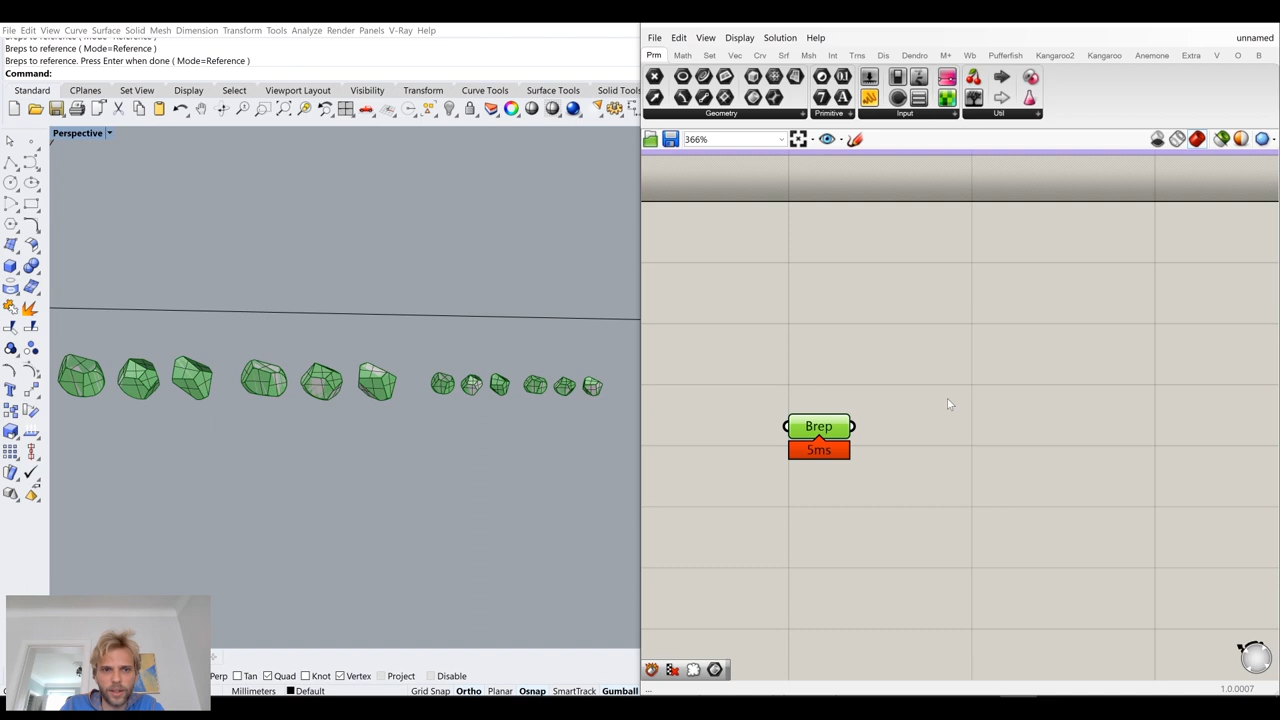 File Edit View Curve Surface Solid Mesh Dimension Transform Tools Analyze Render Panels V-Ray Help
Breps to reference ( Mode=Reference )
Breps to reference. Press Enter when done ( Mode=Reference )
Command:
Standard CPlanes Set View Display Select Viewport Layout Visibility Transform Curve Tools Surface Tools Solid Tools
Perspective
Perp Tan Quad Knot Vertex Project Disable
Millimeters Default Grid Snap Ortho Planar Osnap SmartTrack Gumball
File Edit View Display Solution Help
unnamed
Prm Math Set Vec Crv Srf Msh Int Trns Dis Dendro M+ Wb Pufferfish Kangaroo2 Kangaroo Anemone Extra V O B
Geometry Primitive Input Util
366%
Brep
5ms
...
1.0.0007